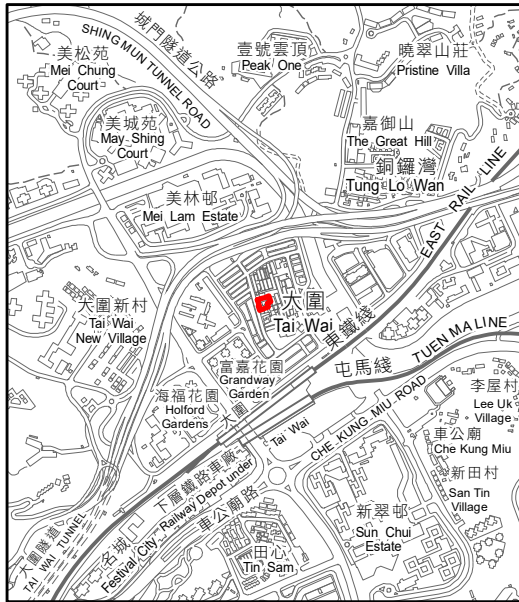 城門隧道公路
SHING MUN TUNNEL ROAD
美松苑
Mei Chung
Court
壹號雲頂
Peak One
曉翠山莊
Pristine Villa
美城苑
May Shing
Court
嘉御山
The Great Hill
銅鑼灣
Tung Lo Wan
美林邨
Mei Lam Estate
EAST RAIL LINE
東鐵綫
大圍
Tai Wai
大圍新村
Tai Wai
New Village
屯馬綫
TUEN MA LINE
富嘉花園
Grandway
Garden
海福花園
Holford
Gardens
大圍
Tai Wai
李屋村
Lee Uk
Village
車公廟
Che Kung Miu
CHE KUNG MIU ROAD
車公廟路
新田村
San Tin
Village
下層鐵路車廠
Railway Depot under
名城
Festival City
新翠邨
Sun Chui
Estate
大圍隧道
TAI WAI TUNNEL
田心
Tin Sam